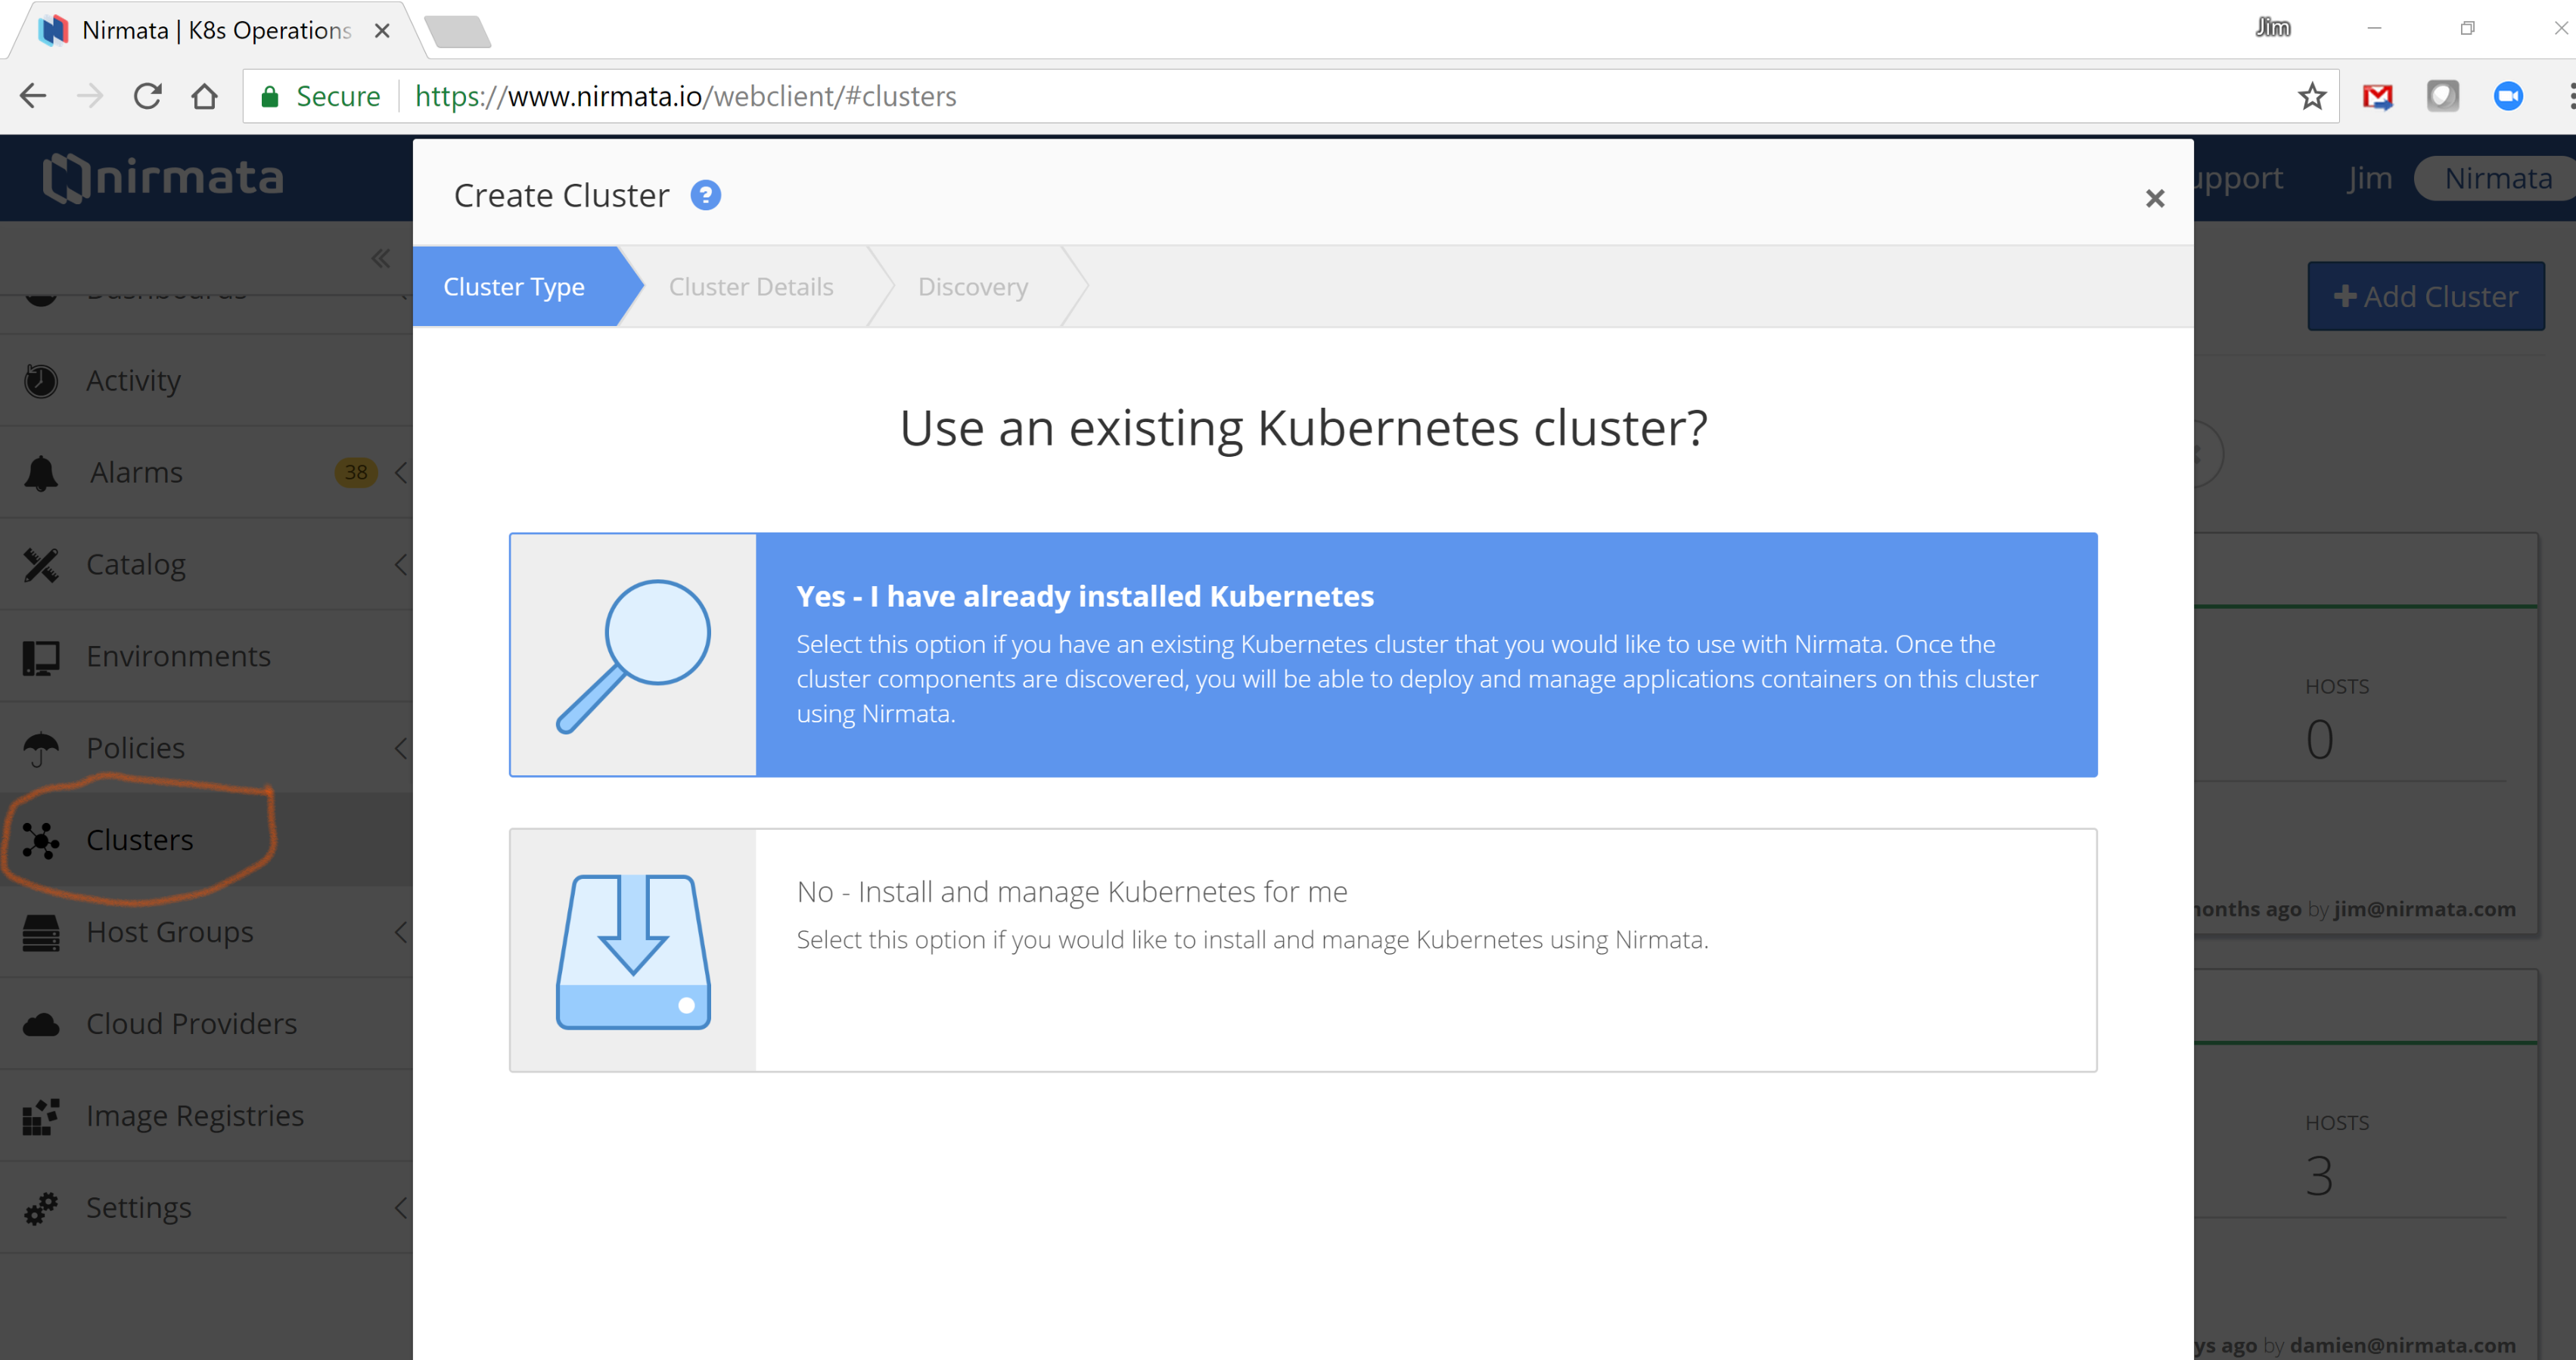 Nirmata | K8s Operations
Jim
Secure
https://www.nirmata.io/webclient/#clusters
nirmata
Jim
Nirmata
Create Cluster ?
Cluster Type
Cluster Details
Discovery
+ Add Cluster
Activity
Alarms 38
Catalog
Environments
Policies
Clusters
Host Groups
Cloud Providers
Image Registries
Settings
Use an existing Kubernetes cluster?
Yes - I have already installed Kubernetes
Select this option if you have an existing Kubernetes cluster that you would like to use with Nirmata. Once the
cluster components are discovered, you will be able to deploy and manage applications containers on this cluster
using Nirmata.
No - Install and manage Kubernetes for me
Select this option if you would like to install and manage Kubernetes using Nirmata.
HOSTS
0
ago by jim@nirmata.com
HOSTS
3
ago by damien@nirmata.com